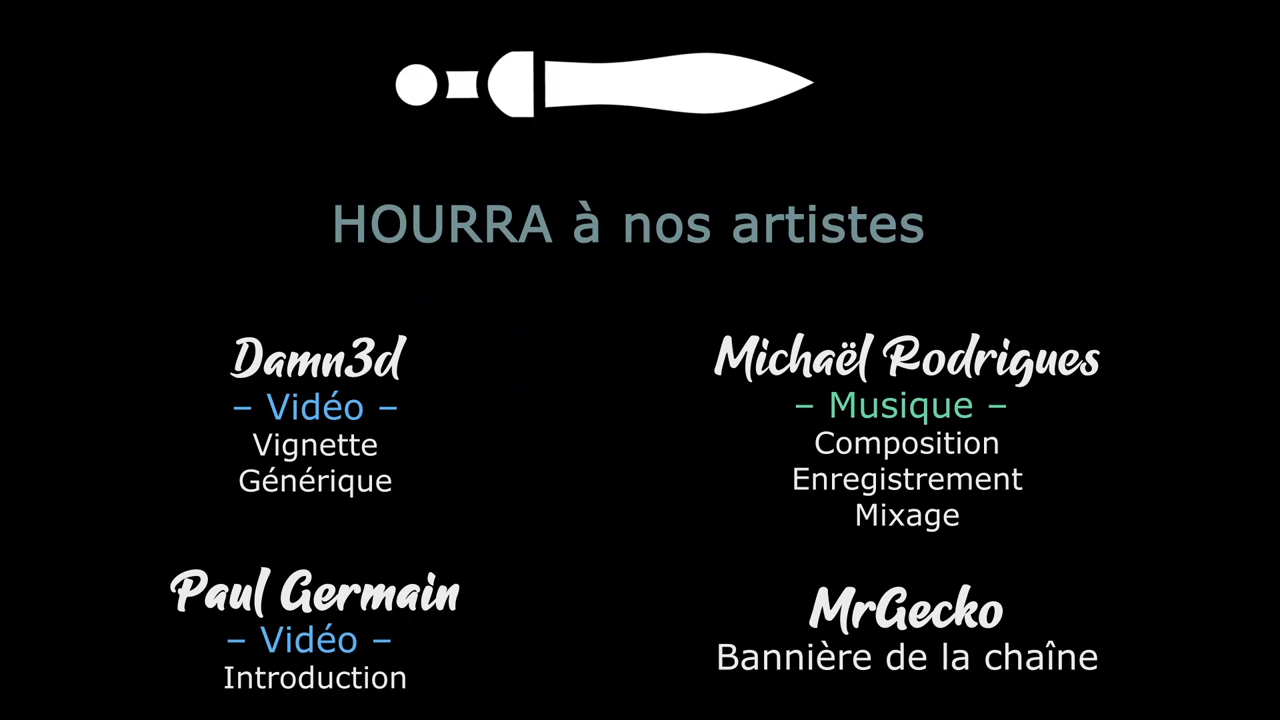 HOURRA à nos artistes
Damn3d
– Vidéo –
Vignette
Générique
Michaël Rodrigues
– Musique –
Composition
Enregistrement
Mixage
Paul Germain
– Vidéo –
Introduction
MrGecko
Bannière de la chaîne